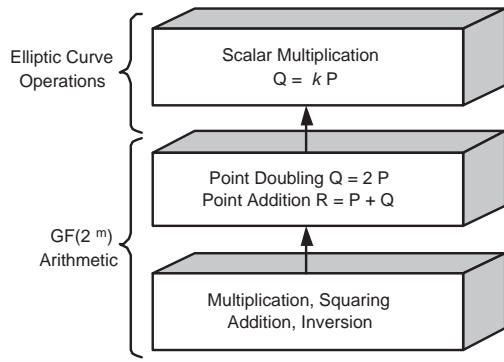 Elliptic Curve
Operations
Scalar Multiplication
Q = k P
Point Doubling Q = 2 P
Point Addition R = P + Q
GF(2 m)
Arithmetic
Multiplication, Squaring
Addition, Inversion